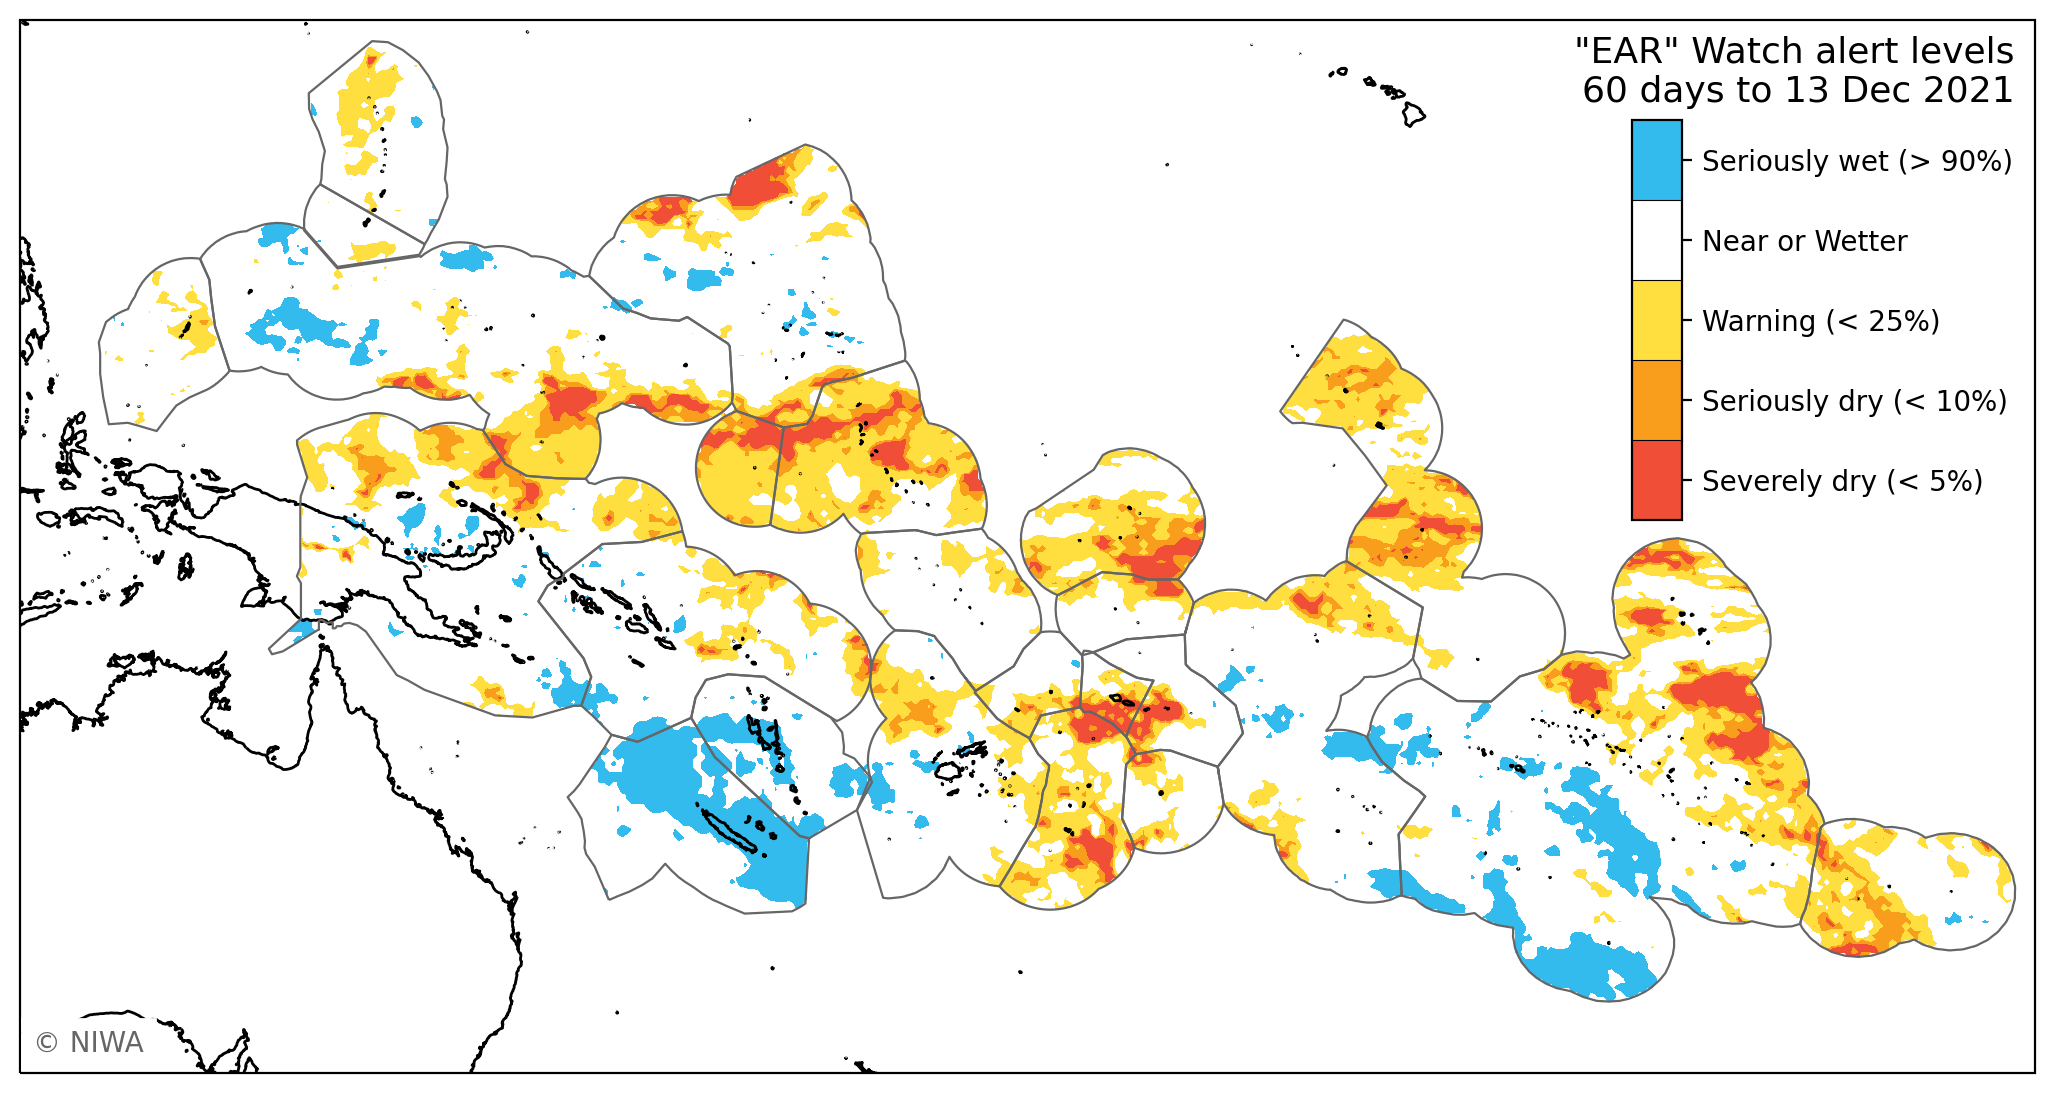 "EAR" Watch alert levels
60 days to 13 Dec 2021
Seriously wet (> 90%)
Near or Wetter
Warning (< 25%)
Seriously dry (< 10%)
Severely dry (< 5%)
© NIWA